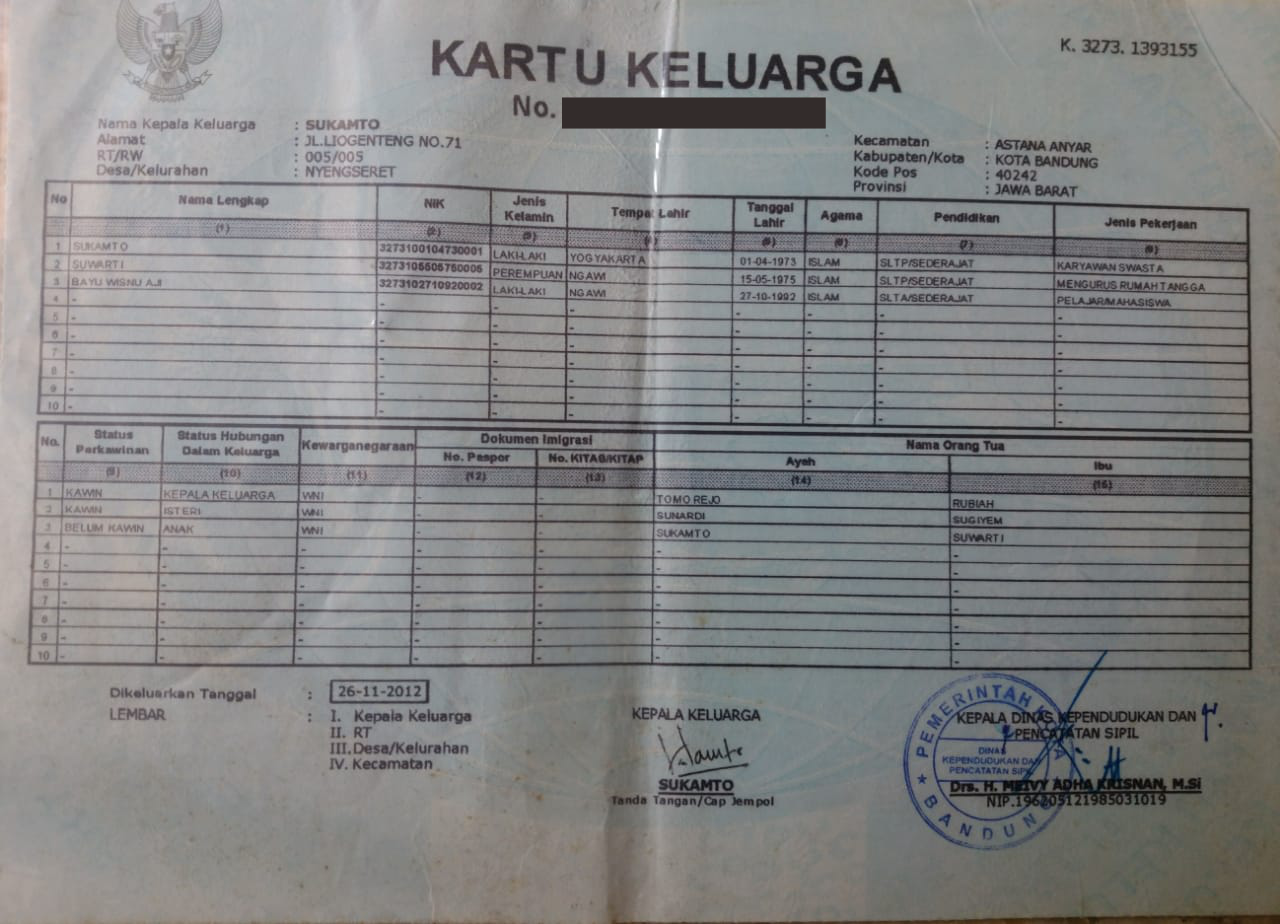 K. 3273. 1393155
KARTU KELUARGA
No.
Nama Kepala Keluarga : SUKAMTO
Alamat : JL.LIOGENTENG NO.71
RT/RW : 005/005
Desa/Kelurahan : NYENGSERET
Kecamatan : ASTANA ANYAR
Kabupaten/Kota : KOTA BANDUNG
Kode Pos : 40242
Provinsi : JAWA BARAT
No Nama Lengkap NIK Jenis Kelamin Tempat Lahir Tanggal Lahir Agama Pendidikan Jenis Pekerjaan
(1) (2) (3) (4) (5) (6) (7) (8)
1 SUKAMTO 3273100104730001 LAKI-LAKI YOGYAKARTA 01-04-1973 ISLAM SLTP/SEDERAJAT KARYAWAN SWASTA
2 SUWARTI PEREMPUAN NGAWI 15-05-1975 ISLAM SLTP/SEDERAJAT MENGURUS RUMAH TANGGA
3 BAYU WISNU AJI 3273102710920002 LAKI-LAKI NGAWI 27-10-1992 ISLAM SLTA/SEDERAJAT PELAJAR/MAHASISWA
4 - - - - - - - -
5 - - - - - - - -
6 - - - - - - - -
7 - - - - - - - -
8 - - - - - - - -
9 - - - - - - - -
10 - - - - - - - -
No. Status Perkawinan Status Hubungan Dalam Keluarga Kewarganegaraan Dokumen Imigrasi Nama Orang Tua
No. Paspor No. KITAS/KITAP Ayah Ibu
(9) (10) (11) (12) (13) (14) (15)
1 KAWIN KEPALA KELUARGA WNI - - TOMO REJO RUBIAH
2 KAWIN ISTERI WNI - - SUNARDI SUGIYEM
3 BELUM KAWIN ANAK WNI - - SUKAMTO SUWARTI
4 - - - - - - -
5 - - - - - - -
6 - - - - - - -
7 - - - - - - -
8 - - - - - - -
9 - - - - - - -
10 - - - - - - -
Dikeluarkan Tanggal : 26-11-2012
LEMBAR : I. Kepala Keluarga
II. RT
III. Desa/Kelurahan
IV. Kecamatan
KEPALA KELUARGA
SUKAMTO
Tanda Tangan/Cap Jempol
KEPALA DINAS KEPENDUDUKAN DAN
PENCATATAN SIPIL
PEMERINTAH KOTA
DINAS
KEPENDUDUKAN DAN
PENCATATAN SIPIL
BANDUNG
Drs. H. MEIVY ADHA KRISNAN, M.Si
NIP.196205121985031019